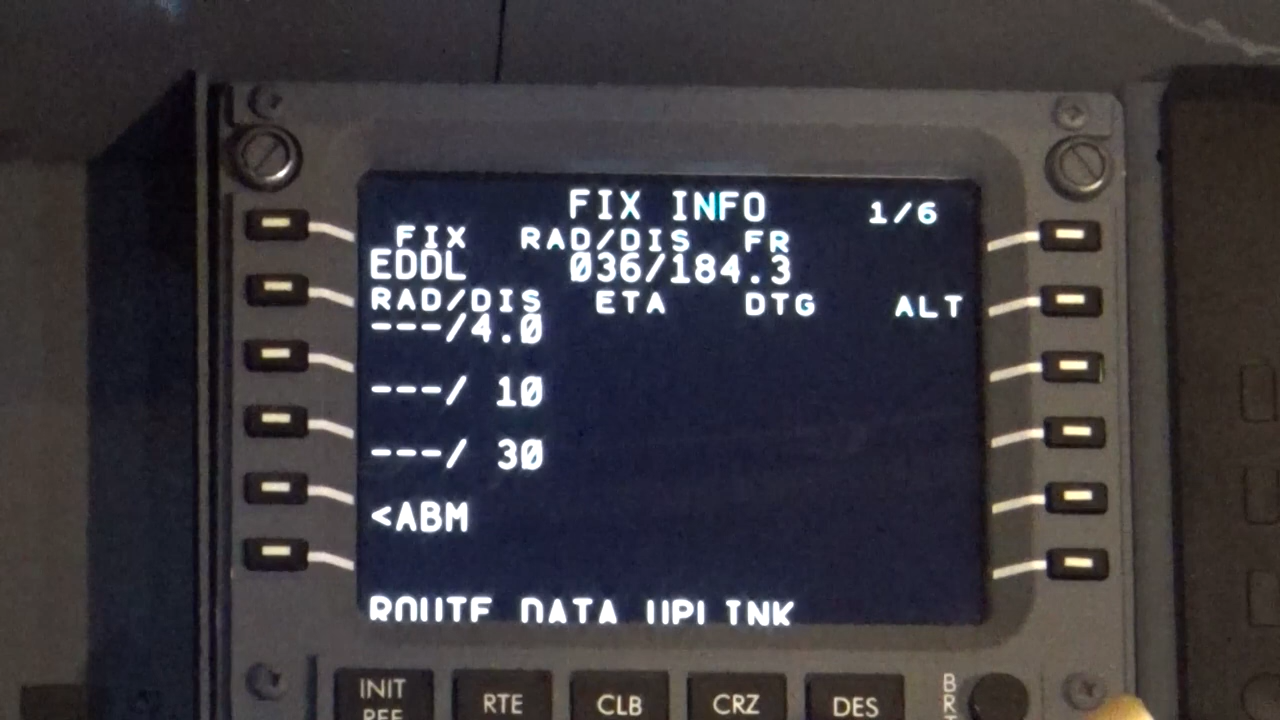 FIX INFO 1/6
FIX RAD/DIS FR
EDDL 036/184.3
RAD/DIS ETA DTG ALT
---/4.0
---/ 10
---/ 30
<ABM
ROUTE DATA UPLINK
INIT REF RTE CLB CRZ DES BRT